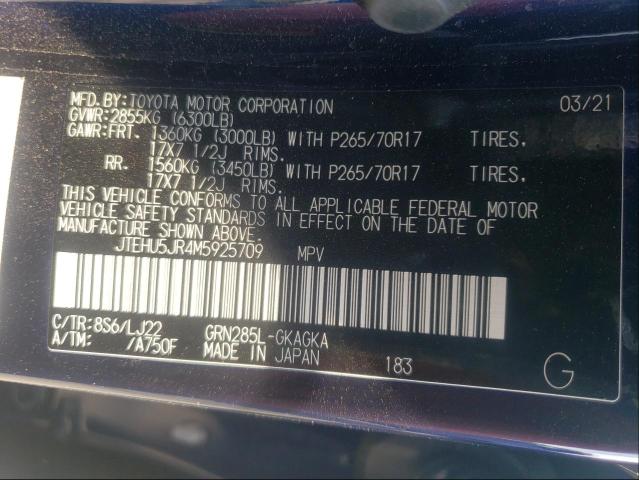 MFD.BY:TOYOTA MOTOR CORPORATION 03/21
GVWR:2855KG (6300LB)
GAWR:FRT. 1360KG (3000LB) WITH P265/70R17 TIRES.
17X7 1/2J RIMS.
RR. 1560KG (3450LB) WITH P265/70R17 TIRES.
17X7 1/2J RIMS.
THIS VEHICLE CONFORMS TO ALL APPLICABLE FEDERAL MOTOR
VEHICLE SAFETY STANDARDS IN EFFECT ON THE DATE OF
MANUFACTURE SHOWN ABOVE.
JTEHU5JR4M5925709 MPV
C/TR:8S6/LJ22 GRN285L-GKAGKA
A/TM: /A750F MADE IN JAPAN 183 G